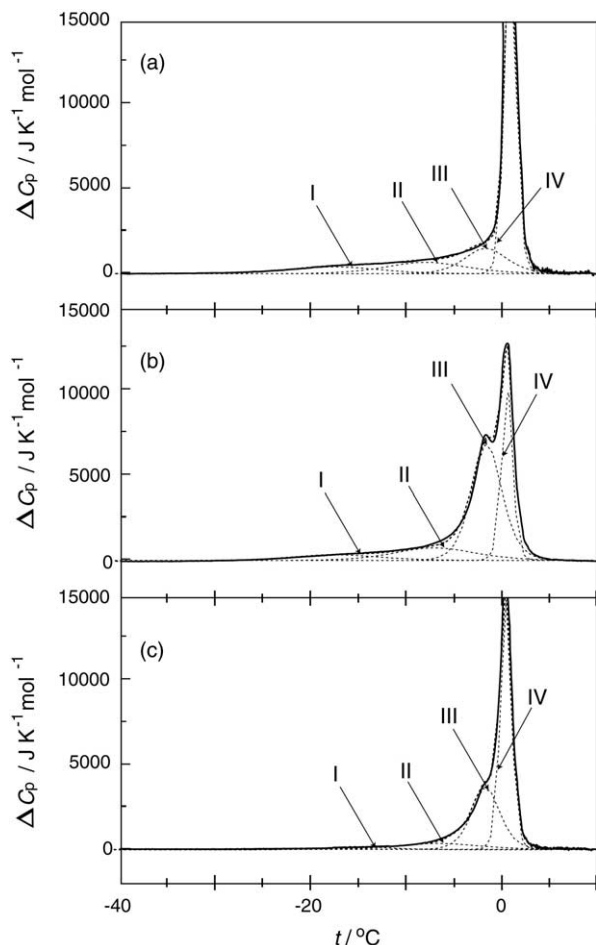 15000
(a)
10000
ΔCp / J K⁻¹ mol⁻¹
III
IV
5000
II
I
0
(b)
10000
III
IV
ΔCp / J K⁻¹ mol⁻¹
5000
I
II
0
15000
(c)
10000
ΔCp / J K⁻¹ mol⁻¹
III
IV
5000
I
II
0
-40
-20
0
t / °C